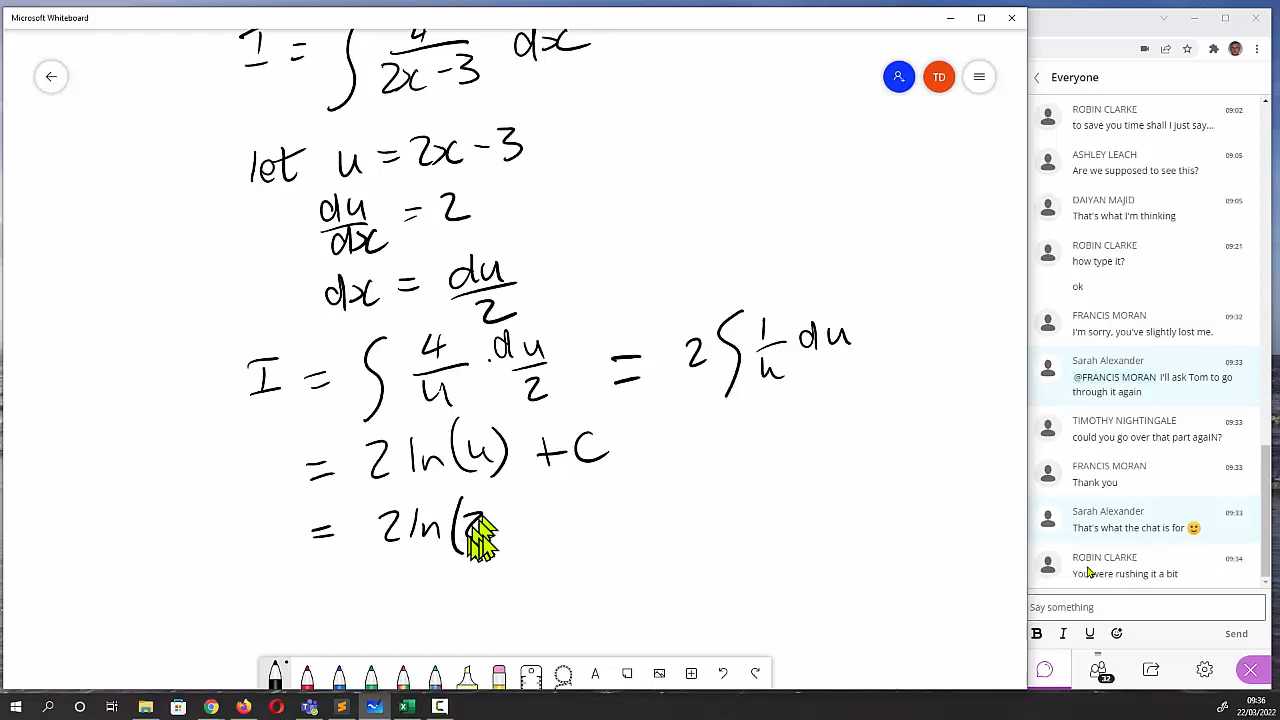 Microsoft Whiteboard
I = ∫ 4/(2x-3) dx
TD
let u = 2x-3
du/dx = 2
dx = du/2
I = ∫ 4/u . du/2 = 2∫ 1/u du
= 2 ln(u) + C
= 2 ln(2
Everyone
ROBIN CLARKE 09:02
to save you time shall I just say...
ASHLEY LEACH 09:05
Are we supposed to see this?
DAIYAN MAJID 09:05
That's what I'm thinking
ROBIN CLARKE 09:21
how type it?
ok
FRANCIS MORAN 09:32
I'm sorry, you've slightly lost me.
Sarah Alexander 09:33
@FRANCIS MORAN I'll ask Tom to go
through it again
TIMOTHY NIGHTINGALE 09:33
could you go over that part agaIN?
FRANCIS MORAN 09:33
Thank you
Sarah Alexander 09:33
That's what the chat is for
ROBIN CLARKE 09:34
You were rushing it a bit
Say something
B I U Send
32
A
09:36
22/03/2022